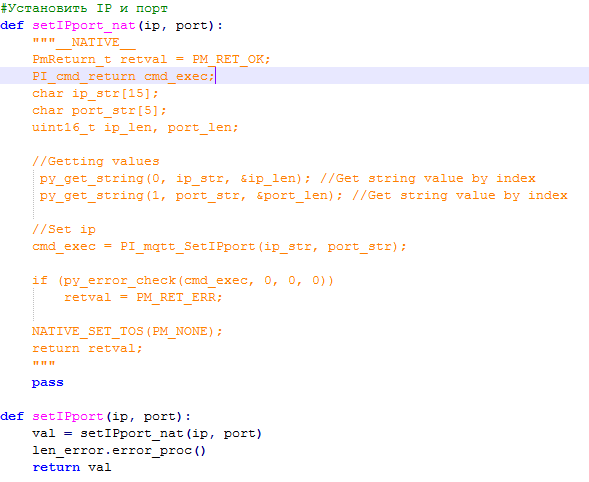 #Установить IP и порт
def setIPport_nat(ip, port):
    """__NATIVE__
    PmReturn_t retval = PM_RET_OK;
    PI_cmd_return cmd_exec;
    char ip_str[15];
    char port_str[5];
    uint16_t ip_len, port_len;

    //Getting values
     py_get_string(0, ip_str, &ip_len); //Get string value by index
     py_get_string(1, port_str, &port_len); //Get string value by index

    //Set ip
    cmd_exec = PI_mqtt_SetIPport(ip_str, port_str);

    if (py_error_check(cmd_exec, 0, 0, 0))
        retval = PM_RET_ERR;

    NATIVE_SET_TOS(PM_NONE);
    return retval;
    """
    pass

def setIPport(ip, port):
    val = setIPport_nat(ip, port)
    len_error.error_proc()
    return val